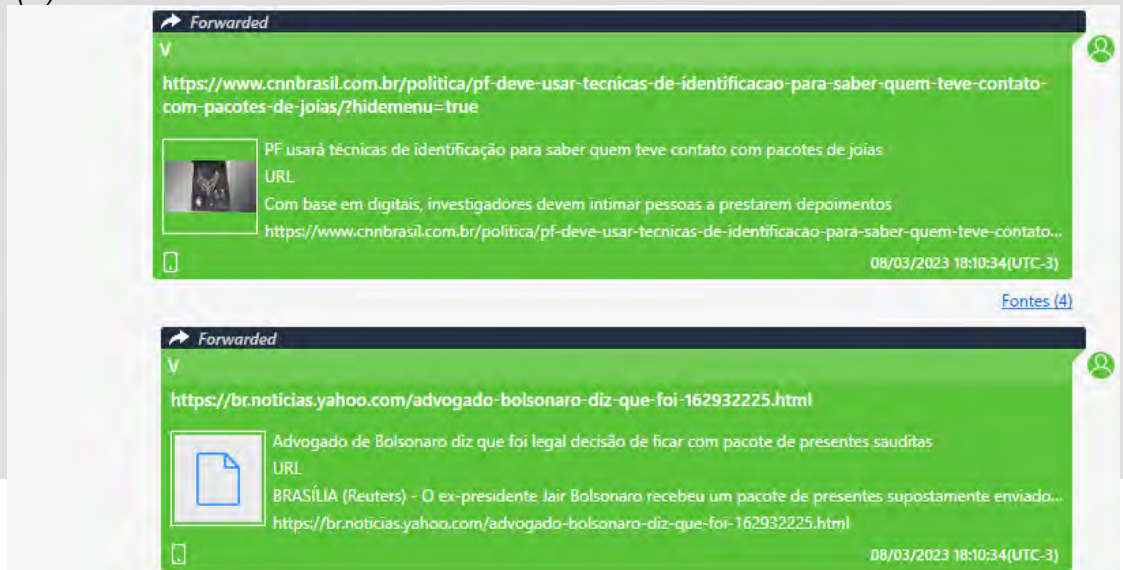 Forwarded
V
https://www.cnnbrasil.com.br/politica/pf-deve-usar-tecnicas-de-identificacao-para-saber-quem-teve-contato-
com-pacotes-de-joias/?hidemenu=true
PF usará técnicas de identificação para saber quem teve contato com pacotes de joias
URL
Com base em digitais, investigadores devem intimar pessoas a prestarem depoimentos
https://www.cnnbrasil.com.br/politica/pf-deve-usar-tecnicas-de-identificacao-para-saber-quem-teve-contato...
08/03/2023 18:10:34(UTC-3)
Fontes (4)
Forwarded
V
https://br.noticias.yahoo.com/advogado-bolsonaro-diz-que-foi-162932225.html
Advogado de Bolsonaro diz que foi legal decisão de ficar com pacote de presentes sauditas
URL
BRASÍLIA (Reuters) - O ex-presidente Jair Bolsonaro recebeu um pacote de presentes supostamente enviado...
https://br.noticias.yahoo.com/advogado-bolsonaro-diz-que-foi-162932225.html
08/03/2023 18:10:34(UTC-3)